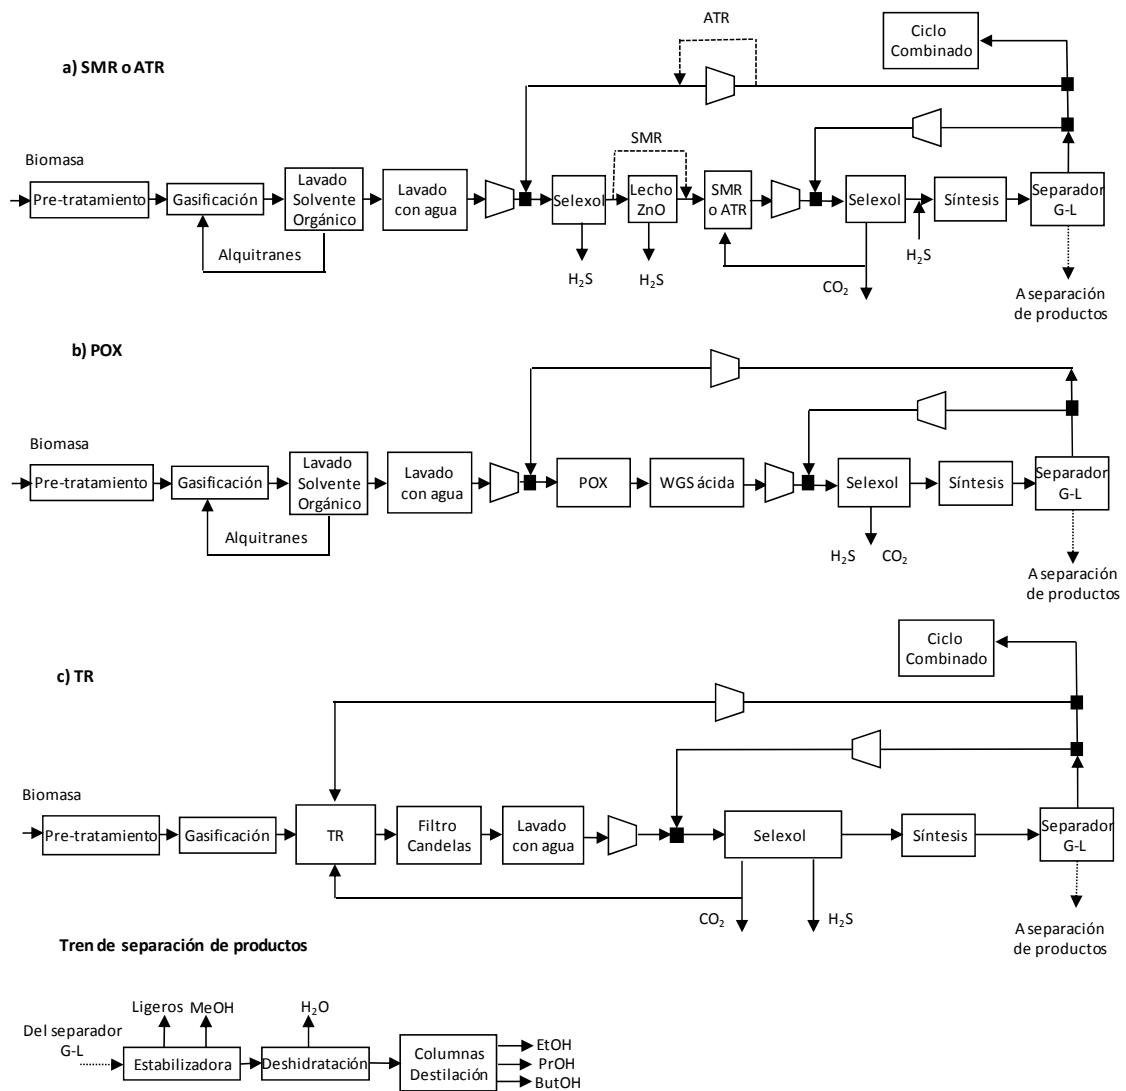 a) SMR o ATR
ATR
Ciclo
Combinado
SMR
Biomasa
Pre-tratamiento
Gasificación
Lavado
Solvente
Orgánico
Alquitranes
Lavado
con agua
Selexol
H₂S
Lecho
ZnO
H₂S
SMR
o ATR
Selexol
CO₂
H₂S
Síntesis
Separador
G-L
A separación
de productos
b) POX
Biomasa
Pre-tratamiento
Gasificación
Lavado
Solvente
Orgánico
Alquitranes
Lavado
con agua
POX
WGS ácida
Selexol
H₂S
CO₂
Síntesis
Separador
G-L
A separación
de productos
c) TR
Ciclo
Combinado
Biomasa
Pre-tratamiento
Gasificación
TR
Filtro
Candelas
Lavado
con agua
Selexol
CO₂
H₂S
Síntesis
Separador
G-L
A separación
de productos
Tren de separación de productos
Del separador
G-L
Ligeros
MeOH
Estabilizadora
H₂O
Deshidratación
Columnas
Destilación
EtOH
PrOH
ButOH